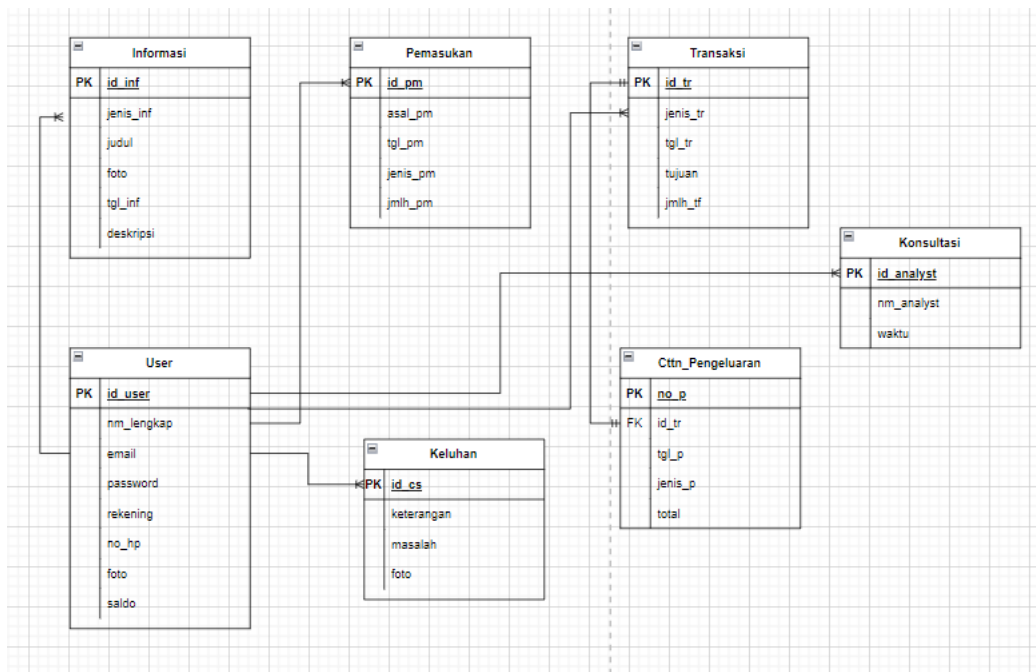 Informasi
PK id_inf
jenis_inf
judul
foto
tgl_inf
deskripsi
Pemasukan
PK id_pm
asal_pm
tgl_pm
jenis_pm
jmlh_pm
Transaksi
PK id_tr
jenis_tr
tgl_tr
tujuan
jmlh_tf
Konsultasi
PK id_analyst
nm_analyst
waktu
User
PK id_user
nm_lengkap
email
password
rekening
no_hp
foto
saldo
Keluhan
PK id_cs
keterangan
masalah
foto
Cttn_Pengeluaran
PK no_p
FK id_tr
tgl_p
jenis_p
total